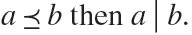 a ⪯ b then a | b.